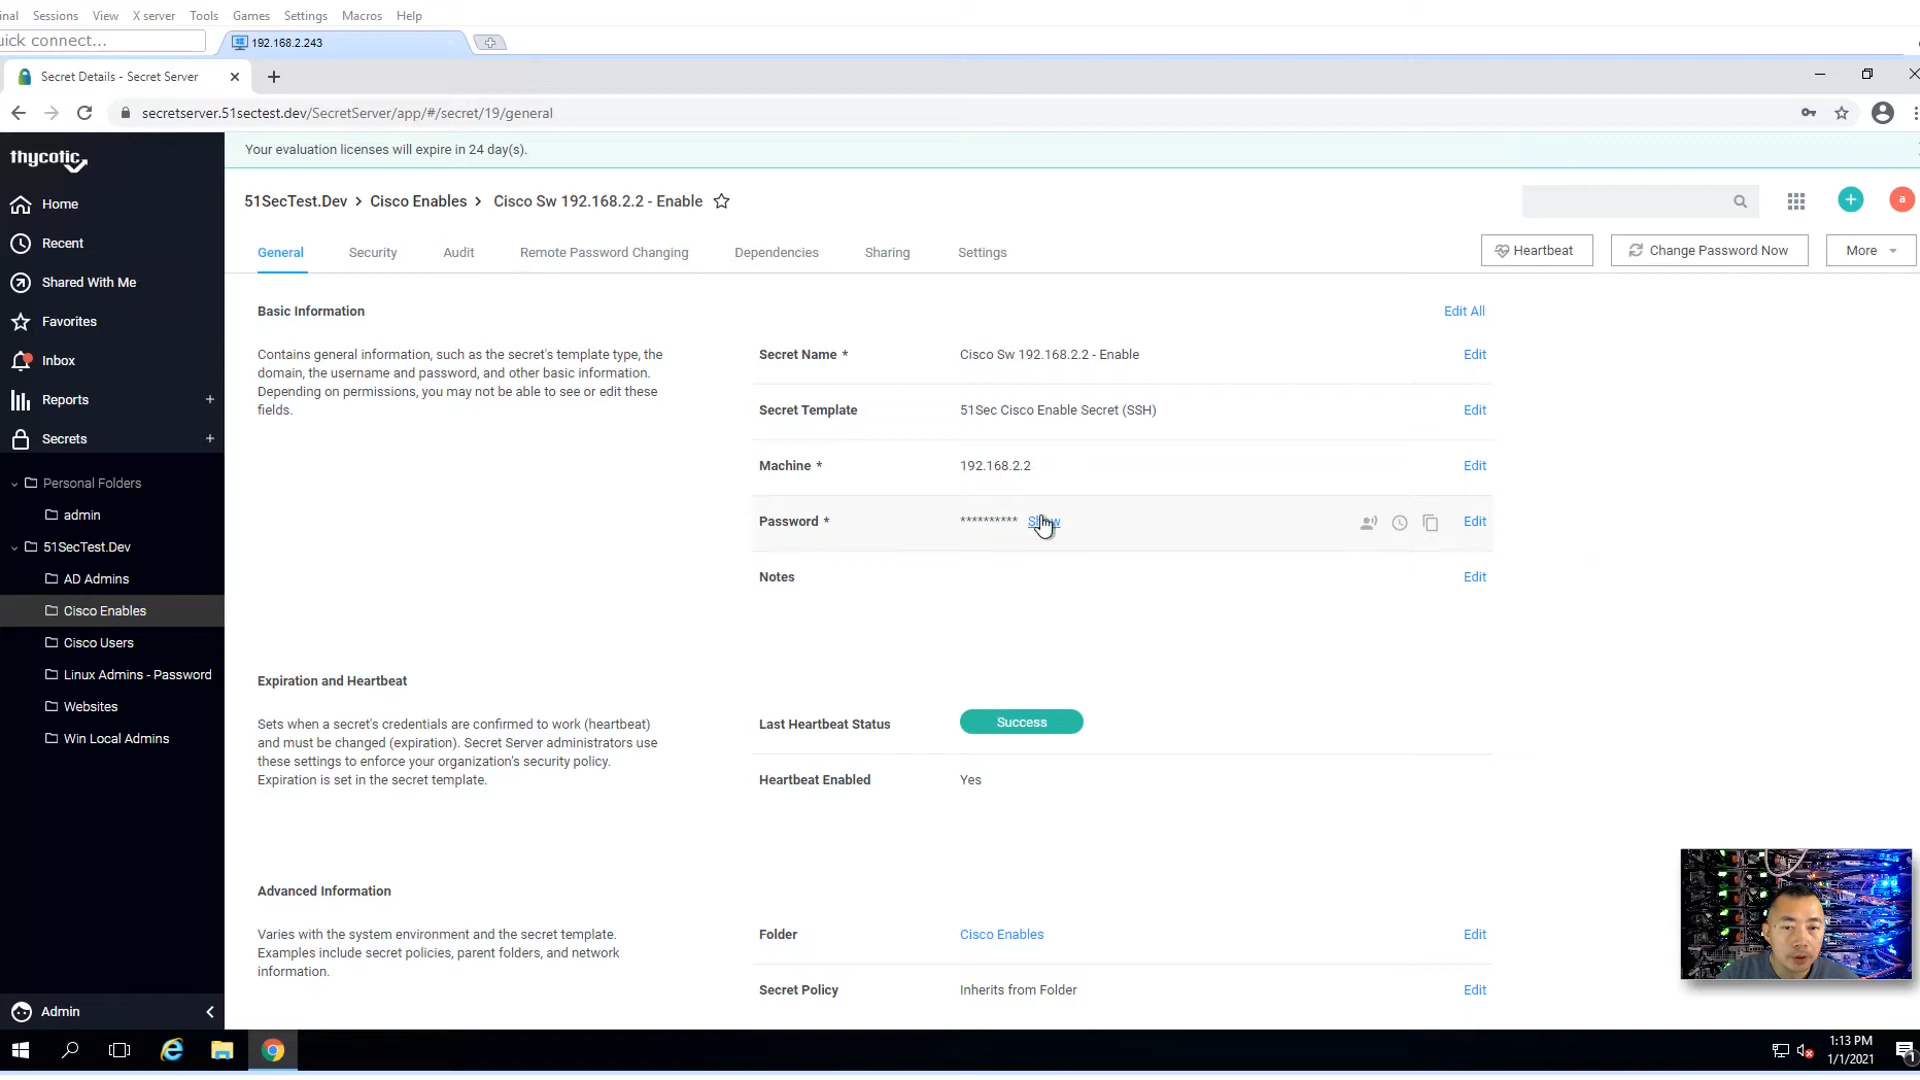 inal Sessions View X server Tools Games Settings Macros Help
uick connect...
192.168.2.243
Secret Details - Secret Server
secretserver.51sectest.dev/SecretServer/app/#/secret/19/general
thycotic
Your evaluation licenses will expire in 24 day(s).
51SecTest.Dev > Cisco Enables > Cisco Sw 192.168.2.2 - Enable
a
General Security Audit Remote Password Changing Dependencies Sharing Settings
Heartbeat Change Password Now More
Home
Recent
Shared With Me
Favorites
Inbox
Reports
Secrets
Personal Folders
admin
51SecTest.Dev
AD Admins
Cisco Enables
Cisco Users
Linux Admins - Password
Websites
Win Local Admins
Admin
Basic Information
Edit All
Contains general information, such as the secret's template type, the
domain, the username and password, and other basic information.
Depending on permissions, you may not be able to see or edit these
fields.
Secret Name * Cisco Sw 192.168.2.2 - Enable Edit
Secret Template 51Sec Cisco Enable Secret (SSH) Edit
Machine * 192.168.2.2 Edit
Password * ********** Show Edit
Notes Edit
Expiration and Heartbeat
Sets when a secret's credentials are confirmed to work (heartbeat)
and must be changed (expiration). Secret Server administrators use
these settings to enforce your organization's security policy.
Expiration is set in the secret template.
Last Heartbeat Status Success
Heartbeat Enabled Yes
Advanced Information
Varies with the system environment and the secret template.
Examples include secret policies, parent folders, and network
information.
Folder Cisco Enables Edit
Secret Policy Inherits from Folder Edit
1:13 PM
1/1/2021
1